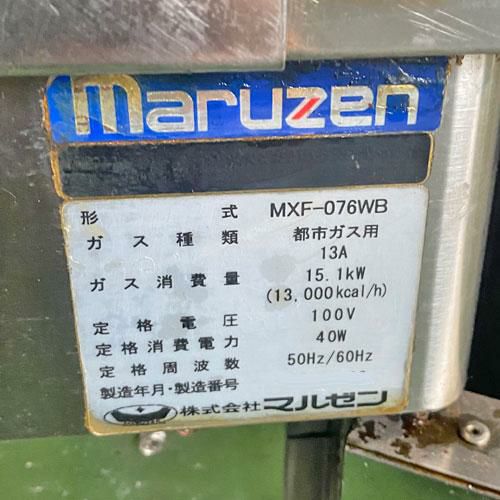 maruzen
形式 MXF-076WB
ガス種類 都市ガス用
13A
ガス消費量 15.1kW
(13,000kcal/h)
定格電圧 100V
定格消費電力 40W
定格周波数 50Hz/60Hz
製造年月・製造番号
株式会社 マルゼン